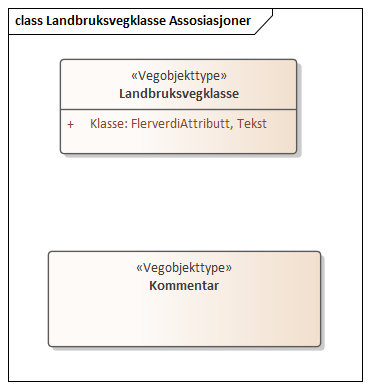 class Landbruksvegklasse Assosiasjoner
«Vegobjekttype»
Landbruksvegklasse
+ Klasse: FlerverdiAttributt, Tekst
«Vegobjekttype»
Kommentar